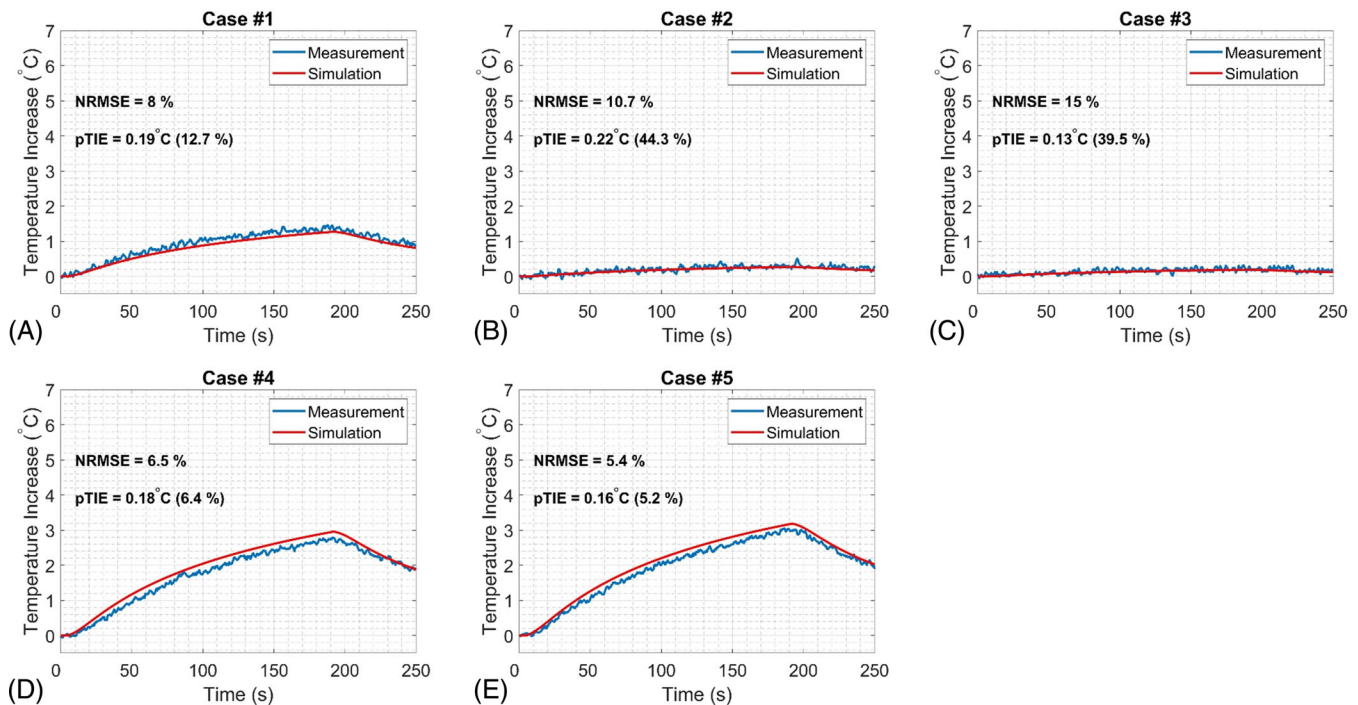 Case #1
7
6
5
4
3
2
1
0
Temperature Increase (°C)
Measurement
Simulation
NRMSE = 8 %
pTIE = 0.19°C (12.7 %)
0 50 100 150 200 250
Time (s)
(A)
Case #2
7
6
5
4
3
2
1
0
Temperature Increase (°C)
Measurement
Simulation
NRMSE = 10.7 %
pTIE = 0.22°C (44.3 %)
0 50 100 150 200 250
Time (s)
(B)
Case #3
7
6
5
4
3
2
1
0
Temperature Increase (°C)
Measurement
Simulation
NRMSE = 15 %
pTIE = 0.13°C (39.5 %)
0 50 100 150 200 250
Time (s)
(C)
Case #4
7
6
5
4
3
2
1
0
Temperature Increase (°C)
Measurement
Simulation
NRMSE = 6.5 %
pTIE = 0.18°C (6.4 %)
0 50 100 150 200 250
Time (s)
(D)
Case #5
7
6
5
4
3
2
1
0
Temperature Increase (°C)
Measurement
Simulation
NRMSE = 5.4 %
pTIE = 0.16°C (5.2 %)
0 50 100 150 200 250
Time (s)
(E)